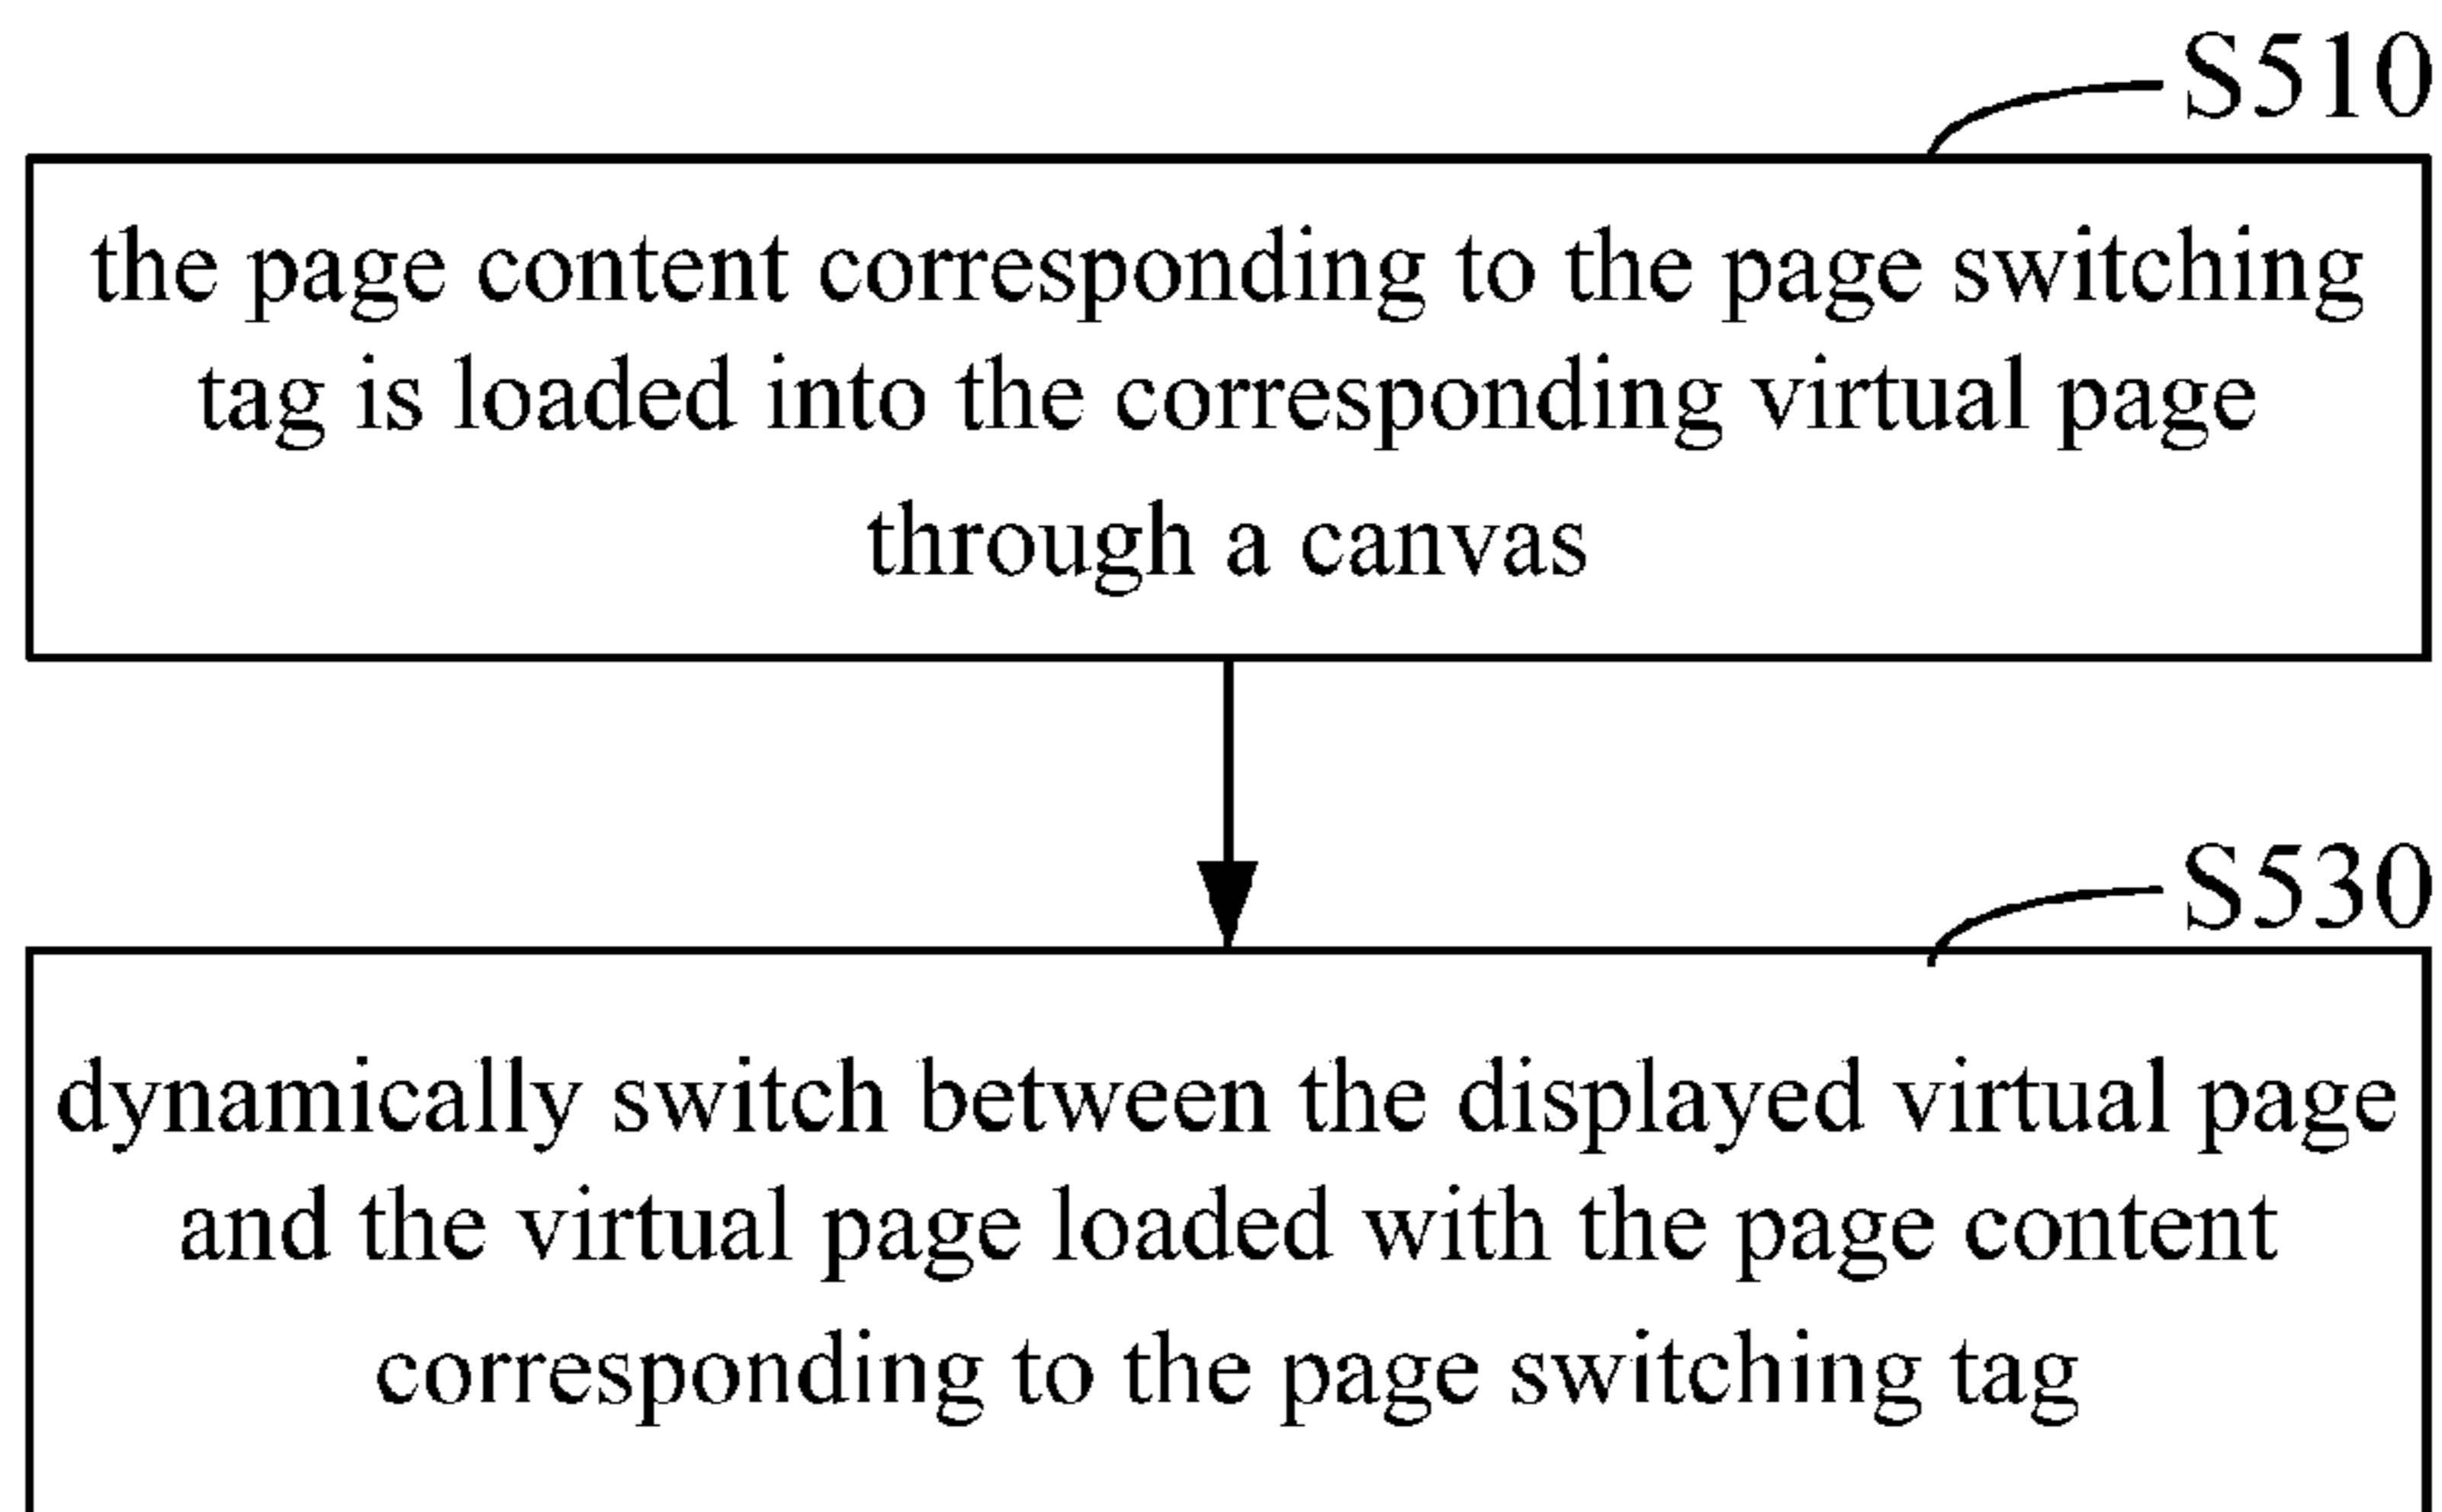 S510
the page content corresponding to the page switching
tag is loaded into the corresponding virtual page
through a canvas
S530
dynamically switch between the displayed virtual page
and the virtual page loaded with the page content
corresponding to the page switching tag